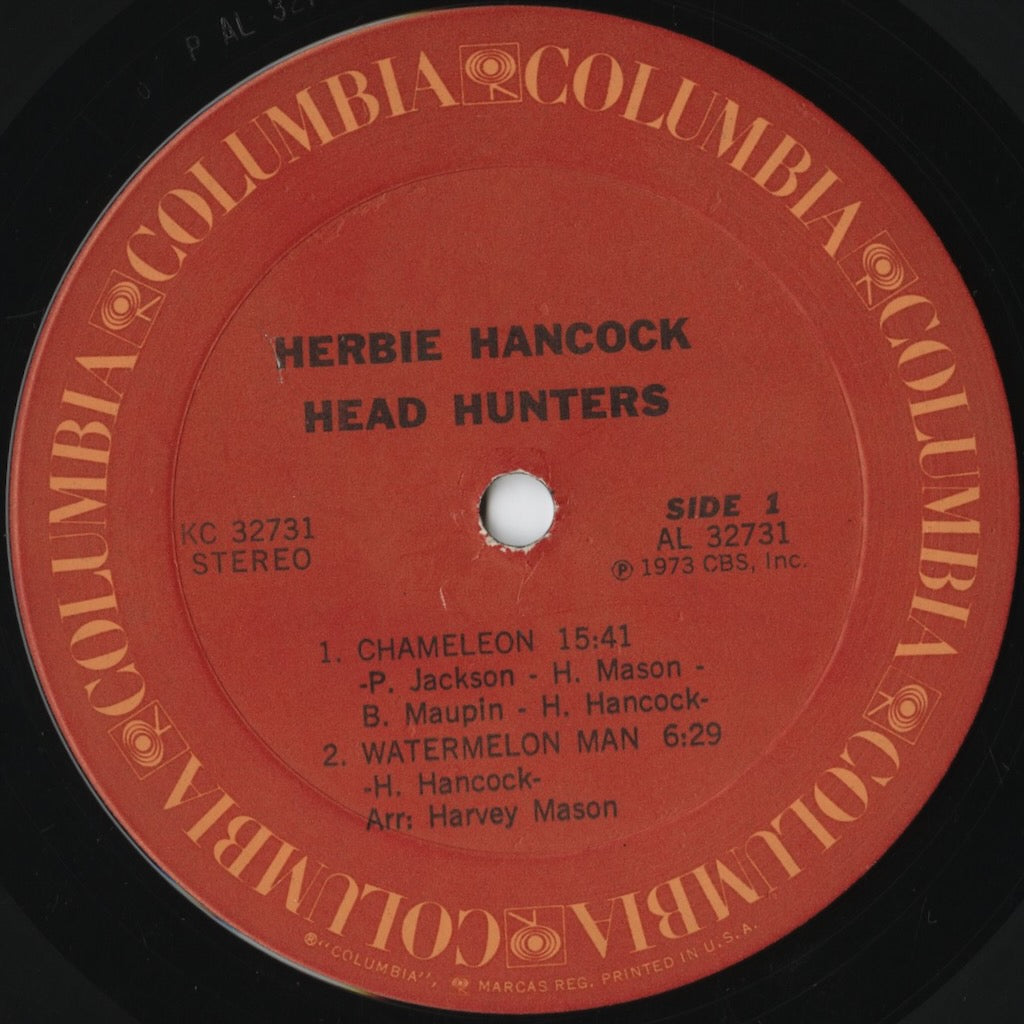 P AL 327
COLUMBIA COLUMBIA COLUMBIA COLUMBIA COLUMBIA COLUMBIA
HERBIE HANCOCK
HEAD HUNTERS
KC 32731
STEREO
SIDE 1
AL 32731
℗ 1973 CBS, Inc.
1. CHAMELEON 15:41
-P. Jackson - H. Mason -
B. Maupin - H. Hancock-
2. WATERMELON MAN 6:29
-H. Hancock-
Arr: Harvey Mason
®"COLUMBIA", MARCAS REG. PRINTED IN U.S.A.